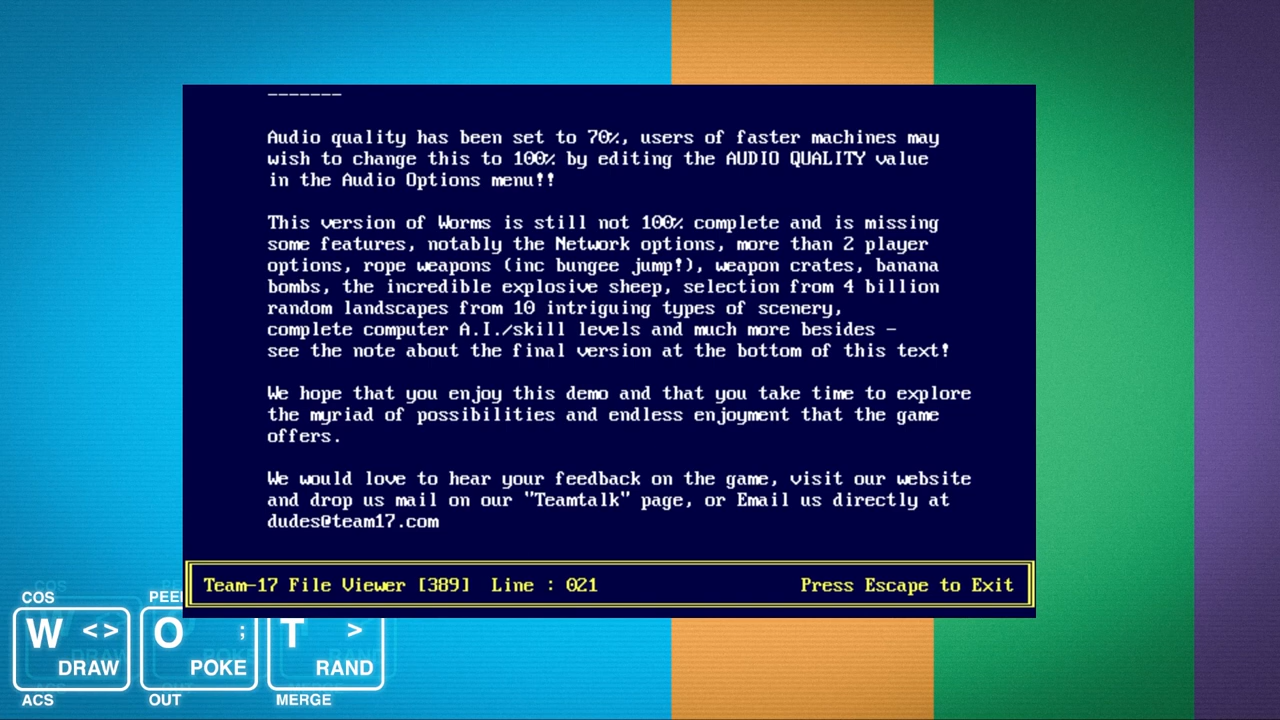 -------
Audio quality has been set to 70%, users of faster machines may
wish to change this to 100% by editing the AUDIO QUALITY value
in the Audio Options menu!!
This version of Worms is still not 100% complete and is missing
some features, notably the Network options, more than 2 player
options, rope weapons (inc bungee jump!), weapon crates, banana
bombs, the incredible explosive sheep, selection from 4 billion
random landscapes from 10 intriguing types of scenery,
complete computer A.I./skill levels and much more besides -
see the note about the final version at the bottom of this text!
We hope that you enjoy this demo and that you take time to explore
the myriad of possibilities and endless enjoyment that the game
offers.
We would love to hear your feedback on the game, visit our website
and drop us mail on our "Teamtalk" page, or Email us directly at
dudes@team17.com
Team-17 File Viewer [389] Line : 021 Press Escape to Exit
COS
W <>
DRAW
ACS
PEE
O ;
POKE
OUT
T >
RAND
MERGE